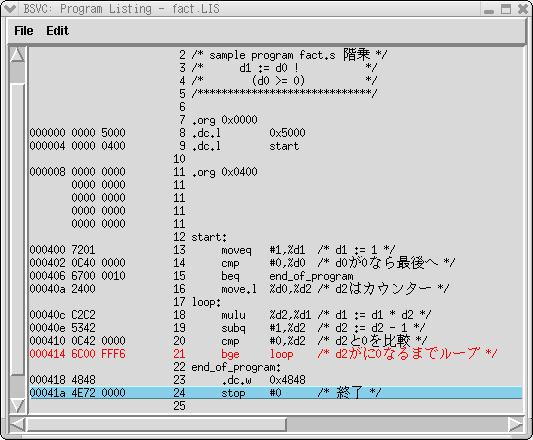 BSVC: Program Listing - fact.LIS
File Edit
2 /* sample program fact.s 階乗 */
3 /* d1 := d0 ! */
4 /* (d0 >= 0) */
5 /****************************/
6
7 .org 0x0000
000000 0000 5000 8 .dc.l 0x5000
000004 0000 0400 9 .dc.l start
10
000008 0000 0000 11 .org 0x0400
0000 0000 11
0000 0000 11
0000 0000 11
0000 0000 11
12 start:
000400 7201 13 moveq #1,%d1 /* d1 := 1 */
000402 0C40 0000 14 cmp #0,%d0 /* d0が0なら最後へ */
000406 6700 0010 15 beq end_of_program
00040a 2400 16 move.l %d0,%d2 /* d2はカウンター */
17 loop:
00040c C2C2 18 mulu %d2,%d1 /* d1 := d1 * d2 */
00040e 5342 19 subq #1,%d2 /* d2 := d2 - 1 */
000410 0C42 0000 20 cmp #0,%d2 /* d2と0を比較 */
000414 6C00 FFF6 21 bge loop /* d2がに0なるまでループ */
22 end_of_program:
000418 4848 23 .dc.w 0x4848
00041a 4E72 0000 24 stop #0 /* 終了 */
25